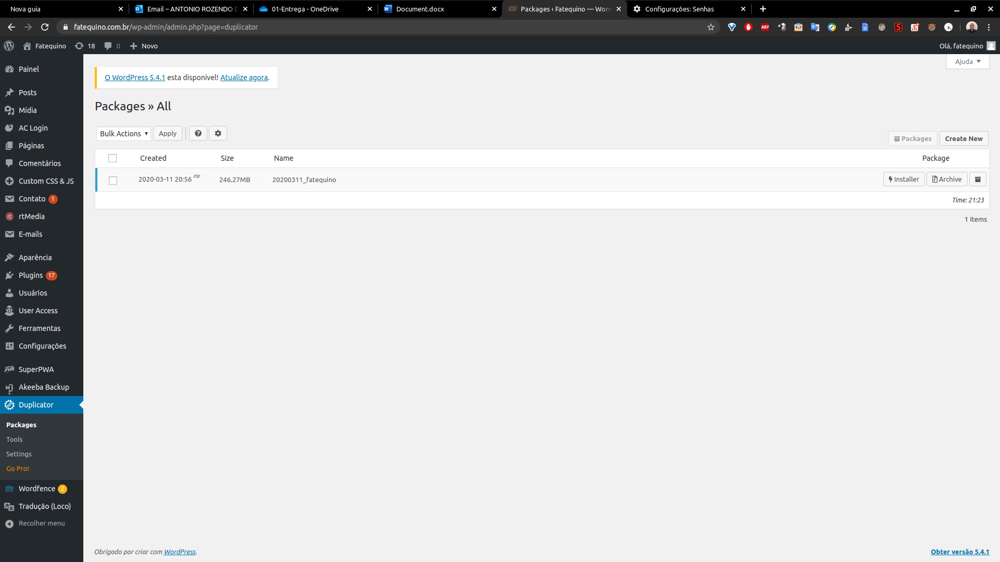 Nova guia
Email – ANTONIO ROZENDO
01-Entrega - OneDrive
Document.docx
Packages ‹ Fatequino — Word
Configurações: Senhas
fatequino.com.br/wp-admin/admin.php?page=duplicator
Fatequino 18 0 Novo
Olá, fatequino
Ajuda
Painel
Posts
Mídia
AC Login
Páginas
Comentários
Custom CSS & JS
Contato 1
rtMedia
E-mails
Aparência
Plugins 17
Usuários
User Access
Ferramentas
Configurações
SuperPWA
Akeeba Backup
Duplicator
Packages
Tools
Settings
Go Pro!
Wordfence 2
Tradução (Loco)
Recolher menu
O WordPress 5.4.1 esta disponível! Atualize agora.
Packages » All
Bulk Actions Apply
Packages Create New
Created Size Name Package
2020-03-11 20:56 zip 246.27MB 20200311_fatequino Installer Archive
Time: 21:23
1 Items
Obrigado por criar com WordPress.
Obter versão 5.4.1